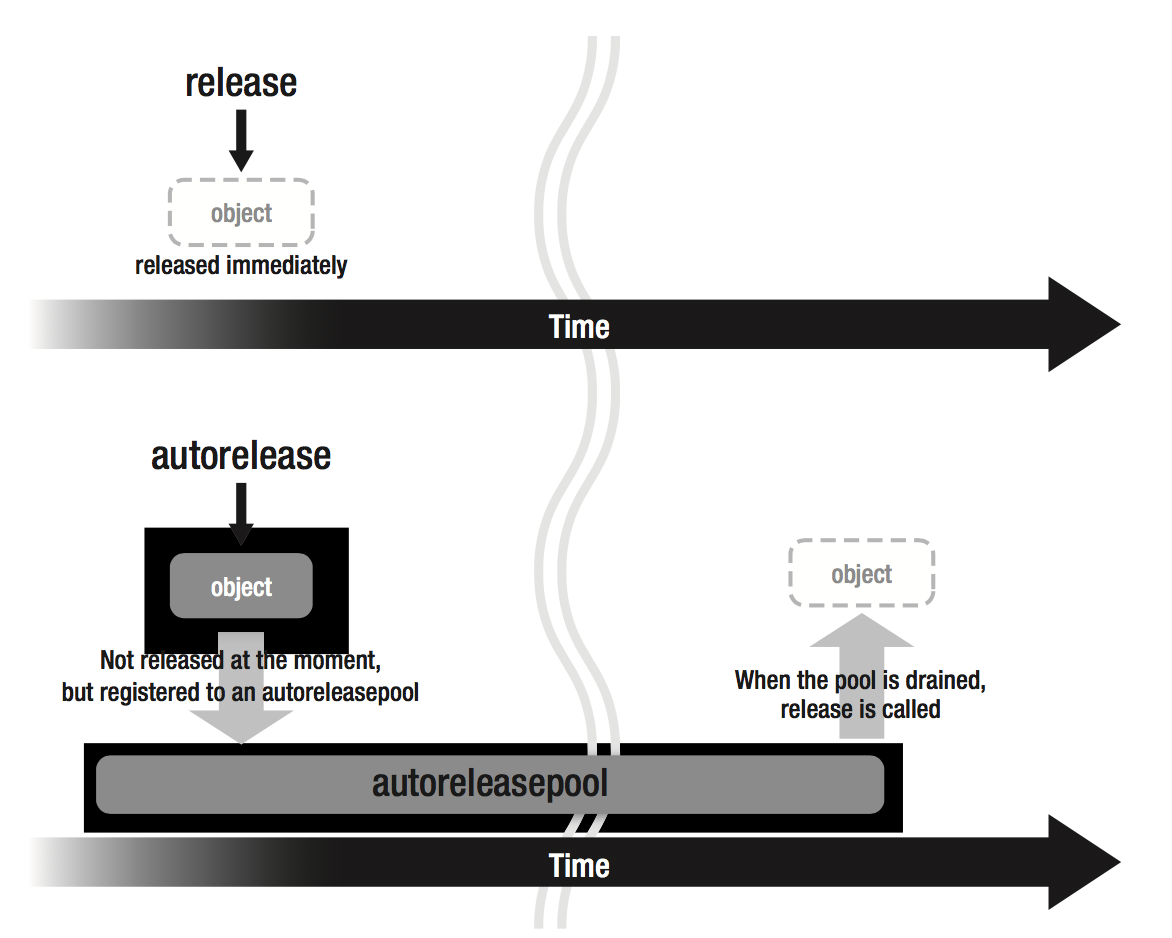 release
object
released immediately
Time
autorelease
object
Not released at the moment,
but registered to an autoreleasepool
object
When the pool is drained,
release is called
autoreleasepool
Time